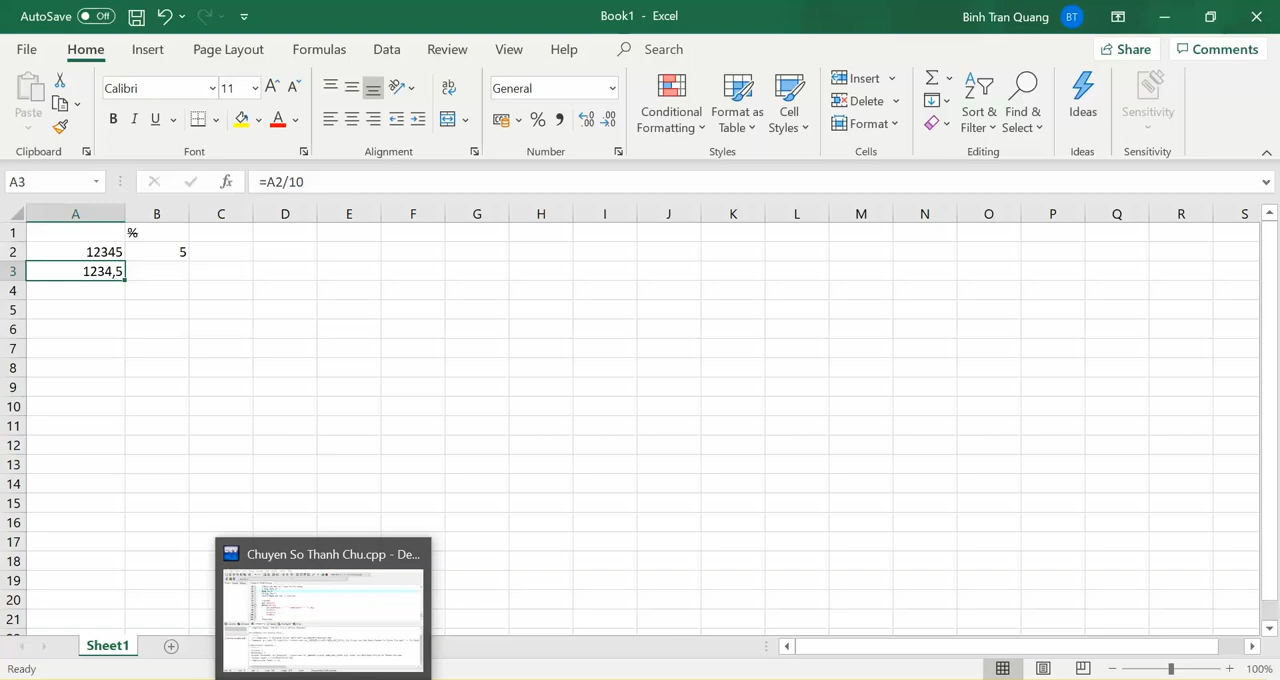 AutoSave Off Book1 - Excel Binh Tran Quang BT
File Home Insert Page Layout Formulas Data Review View Help Search Share Comments
Paste Calibri 11 General Conditional Formatting Format as Table Cell Styles Insert Delete Format Sort & Filter Find & Select Ideas Sensitivity
B I U A % 
Clipboard Font Alignment Number Styles Cells Editing Ideas Sensitivity
A3 fx =A2/10
A B C D E F G H I J K L M N O P Q R S
1 %
2 12345 5
3 1234,5
4
5
6
7
8
9
10
11
12
13
14
15
16
17
18
19
20
21
Chuyen So Thanh Chu.cpp - De...
Sheet1
Ready 100%